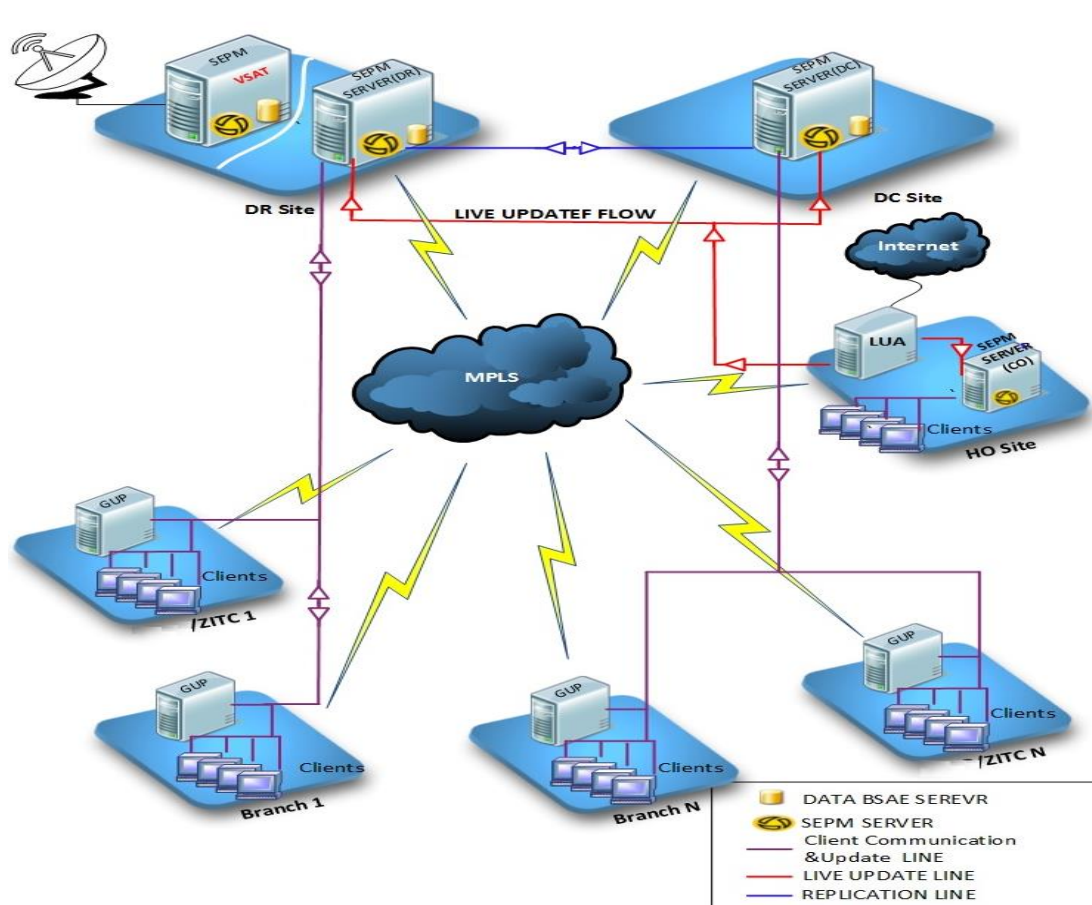 SEPM
VSAT
SEPM
SERVER(DR)
SEPM
SERVER(DC)
DR Site
LIVE UPDATEF FLOW
DC Site
Internet
LUA
SEPM
SERVER
(CO)
Clients
HO Site
MPLS
GUP
Clients
/ZITC 1
GUP
Clients
Branch 1
GUP
Clients
Branch N
GUP
Clients
/ZITC N
DATA BSAE SEREVR
SEPM SERVER
Client Communication
&Update LINE
LIVE UPDATE LINE
REPLICATION LINE